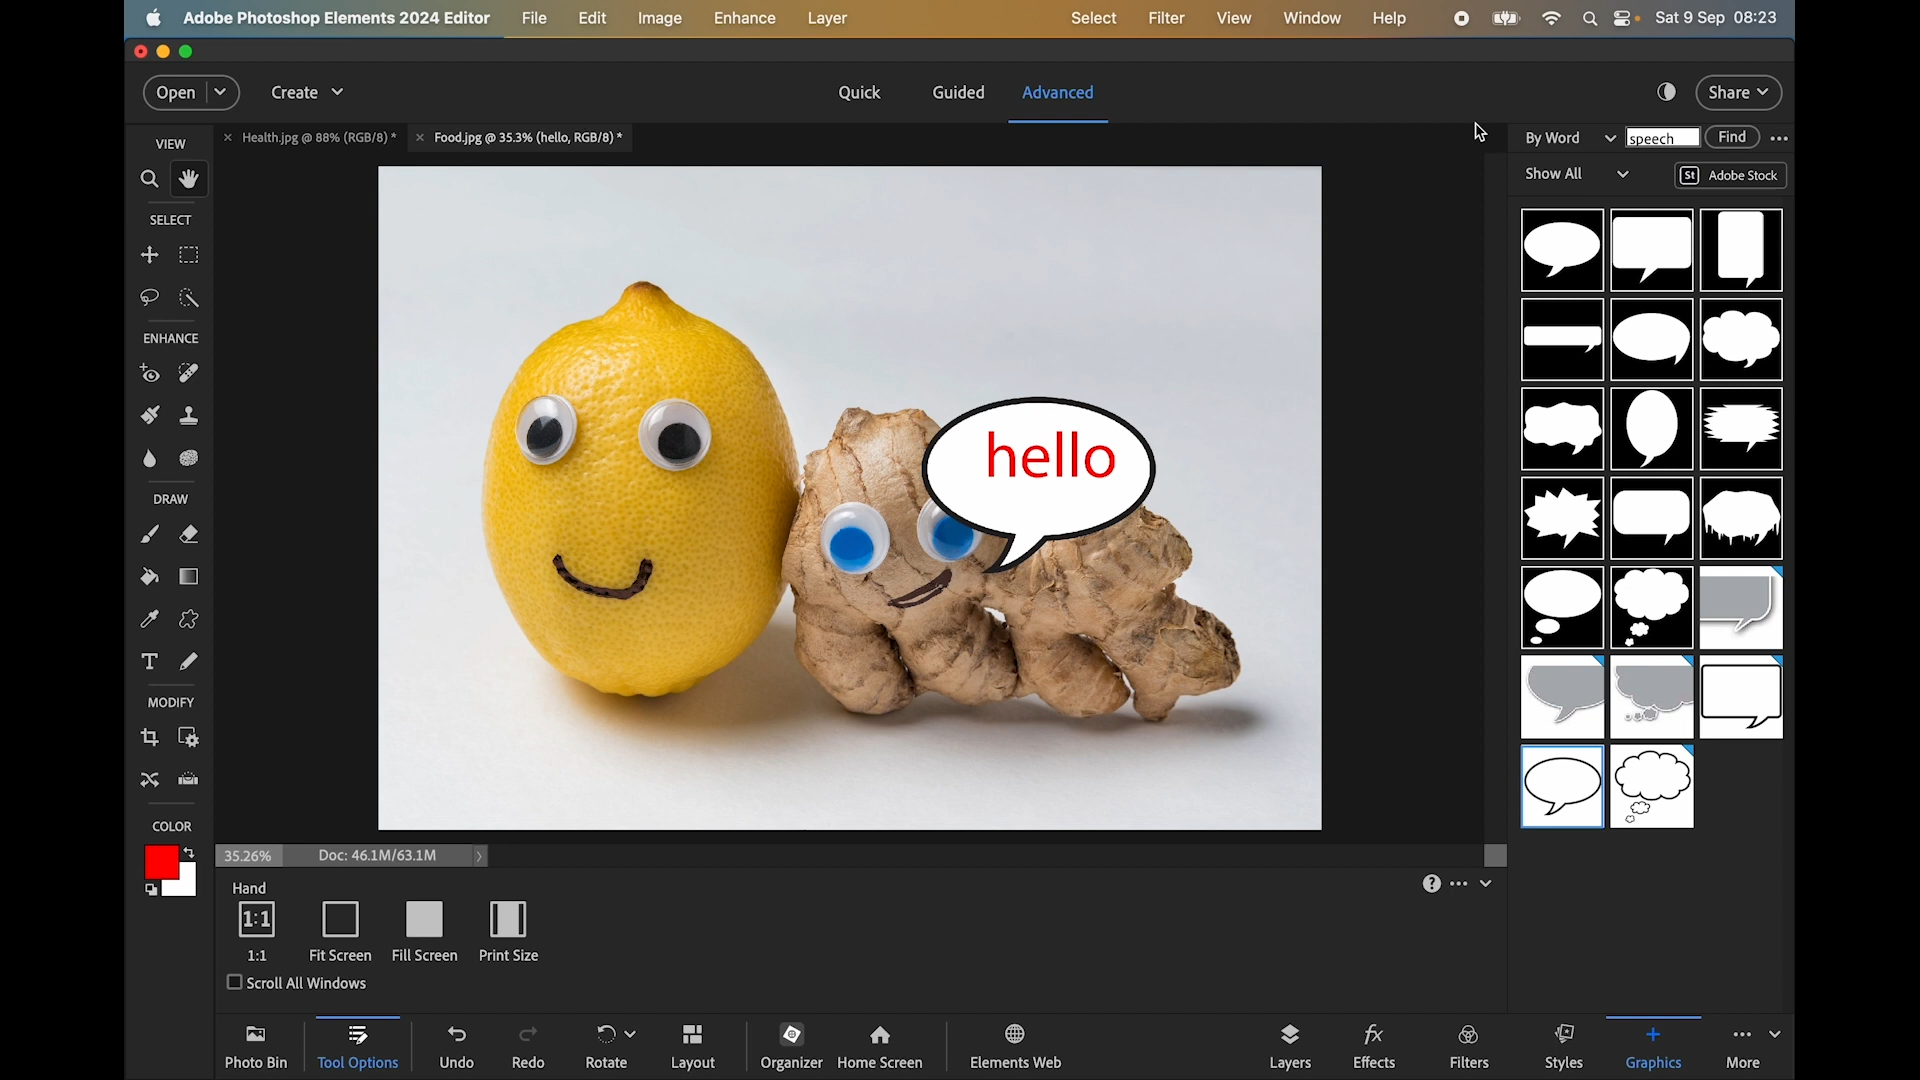 Adobe Photoshop Elements 2024 Editor File Edit Image Enhance Layer Select Filter View Window Help Sat 9 Sep 08:23
Open Create Quick Guided Advanced Share
Health.jpg @ 88% (RGB/8) * Food.jpg @ 35.3% (hello, RGB/8) *
By Word speech Find
Show All St Adobe Stock
VIEW
SELECT
ENHANCE
DRAW
T
MODIFY
COLOR
hello
35.26% Doc: 46.1M/63.1M
Hand
1:1
1:1 Fit Screen Fill Screen Print Size
Scroll All Windows
Photo Bin Tool Options Undo Redo Rotate Layout Organizer Home Screen Elements Web Layers Effects Filters Styles Graphics More